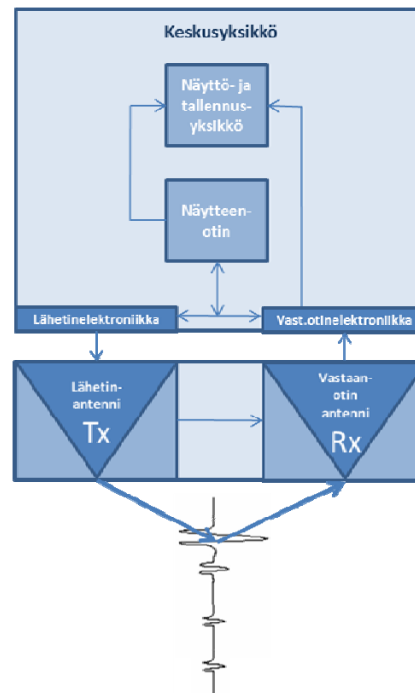 Keskusyksikkö
Näyttö- ja
tallennus-
yksikkö
Näytteen-
otin
Lähetinelektroniikka
Vast.otinelektroniikka
Lähetin-
antenni
Tx
Vastaan-
otin
antenni
Rx